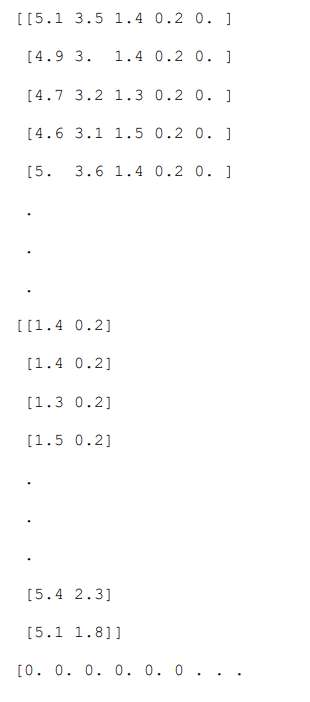 [[5.1 3.5 1.4 0.2 0. ]
[4.9 3.  1.4 0.2 0. ]
[4.7 3.2 1.3 0.2 0. ]
[4.6 3.1 1.5 0.2 0. ]
[5.  3.6 1.4 0.2 0. ]
.
.
.
[[1.4 0.2]
[1.4 0.2]
[1.3 0.2]
[1.5 0.2]
.
.
.
[5.4 2.3]
[5.1 1.8]]
[0. 0. 0. 0. 0. 0 . . .